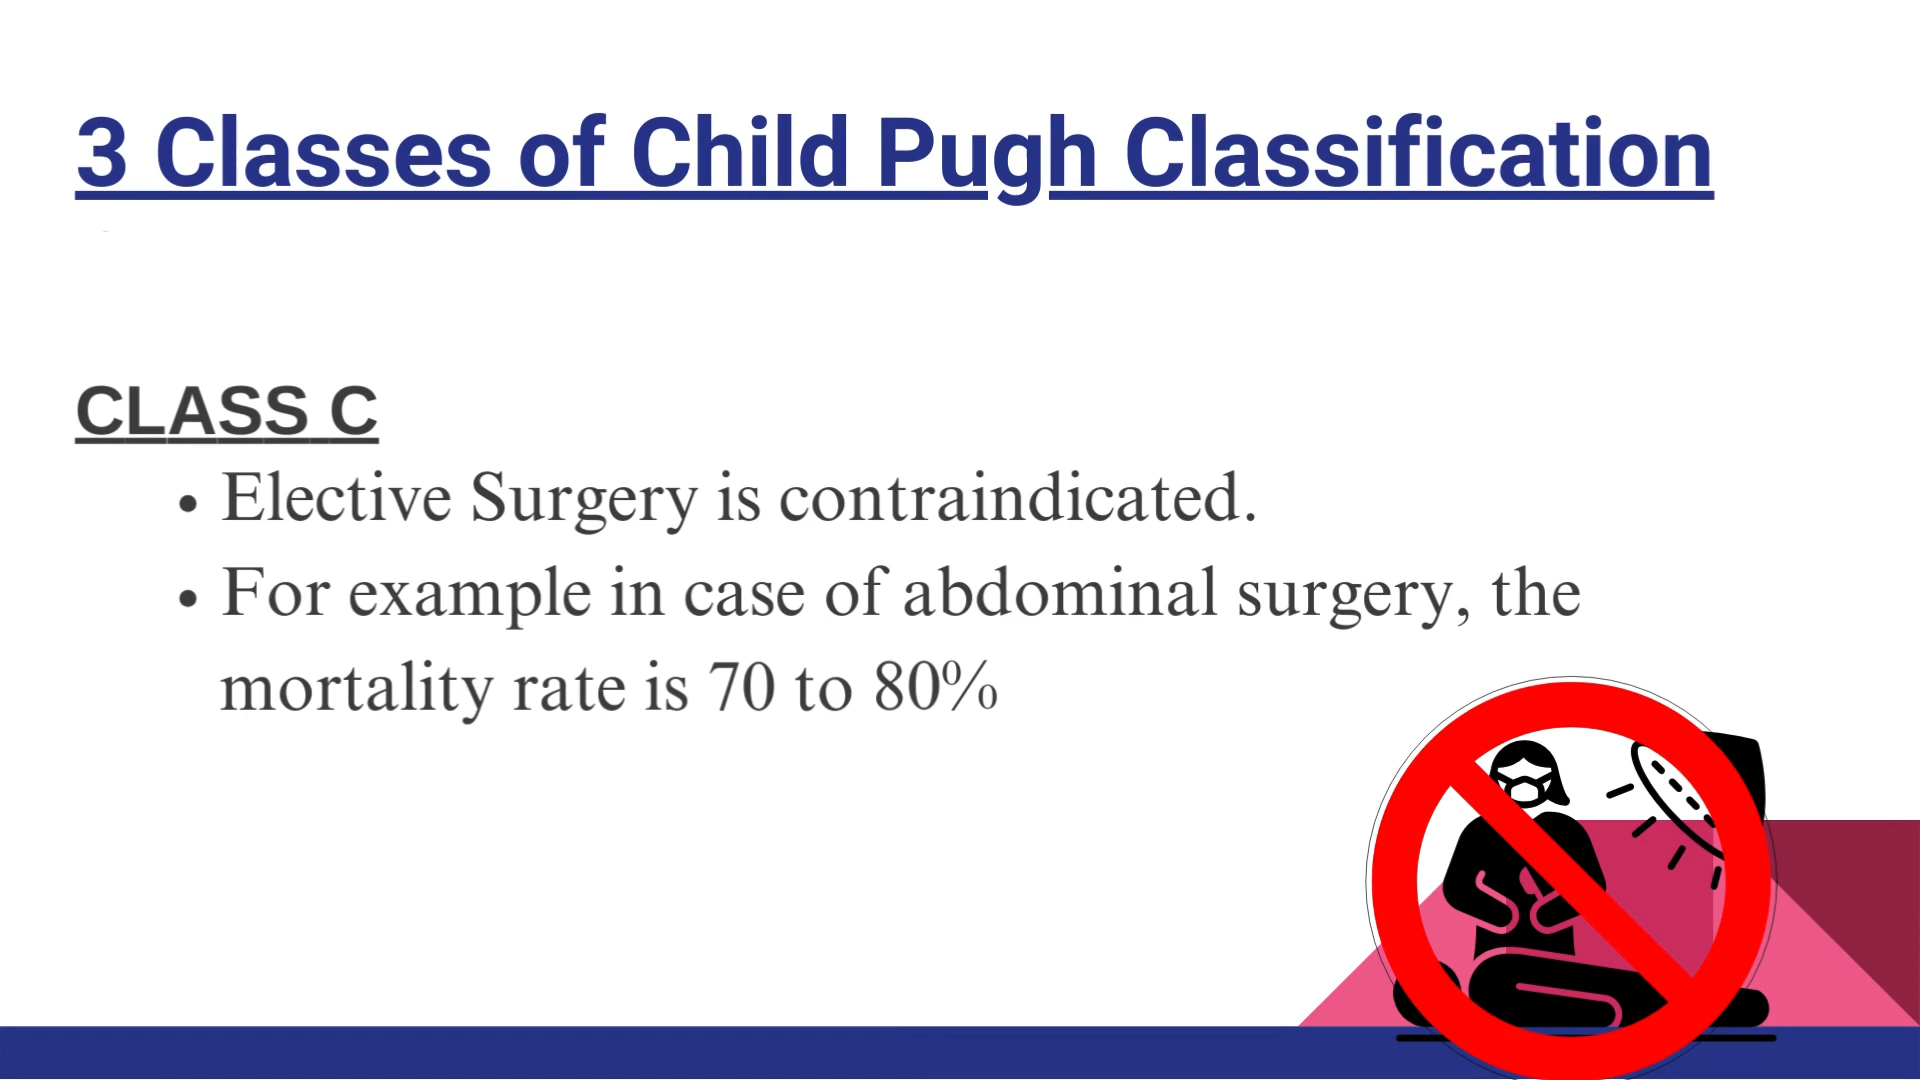 3 Classes of Child Pugh Classification
CLASS C
• Elective Surgery is contraindicated.
• For example in case of abdominal surgery, the
mortality rate is 70 to 80%